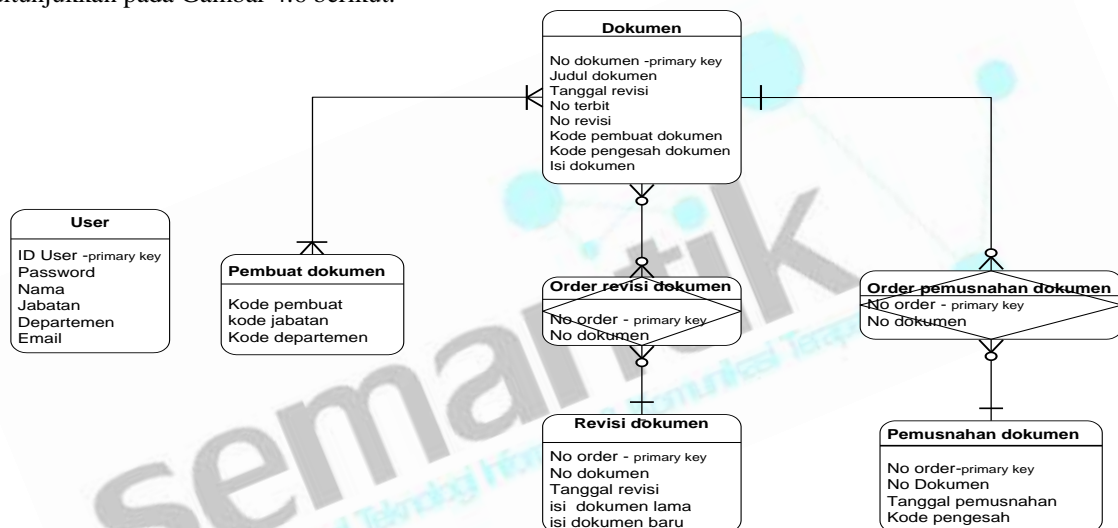 ditunjukkan pada Gambar 4.6 berikut.
Dokumen
No dokumen -primary key
Judul dokumen
Tanggal revisi
No terbit
No revisi
Kode pembuat dokumen
Kode pengesah dokumen
Isi dokumen
User
ID User -primary key
Password
Nama
Jabatan
Departemen
Email
Pembuat dokumen
Kode pembuat
kode jabatan
Kode departemen
Order revisi dokumen
No order - primary key
No dokumen
Order pemusnahan dokumen
No order - primary key
No dokumen
Revisi dokumen
No order - primary key
No dokumen
Tanggal revisi
isi dokumen lama
isi dokumen baru
Pemusnahan dokumen
No order-primary key
No Dokumen
Tanggal pemusnahan
Kode pengesah
semantik
Teknologi Informasi & Komunikasi Terapan